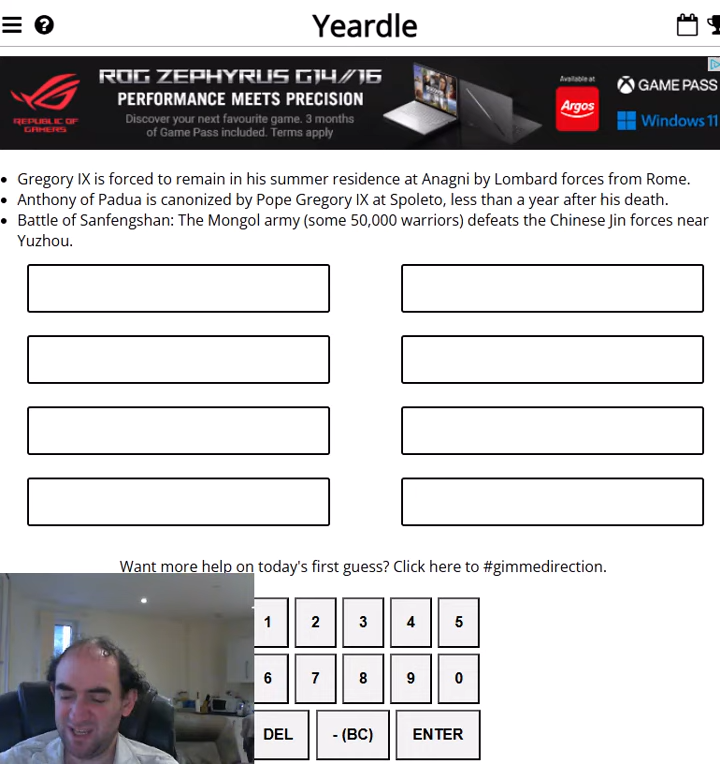 Yeardle
ROG ZEPHYRUS G14//16
PERFORMANCE MEETS PRECISION
Discover your next favourite game. 3 months
of Game Pass included. Terms apply
REPUBLIC OF
GAMERS
Available at
Argos
GAME PASS
Windows 11
• Gregory IX is forced to remain in his summer residence at Anagni by Lombard forces from Rome.
• Anthony of Padua is canonized by Pope Gregory IX at Spoleto, less than a year after his death.
• Battle of Sanfengshan: The Mongol army (some 50,000 warriors) defeats the Chinese Jin forces near
Yuzhou.
Want more help on today's first guess? Click here to #gimmedirection.
1 2 3 4 5
6 7 8 9 0
DEL - (BC) ENTER